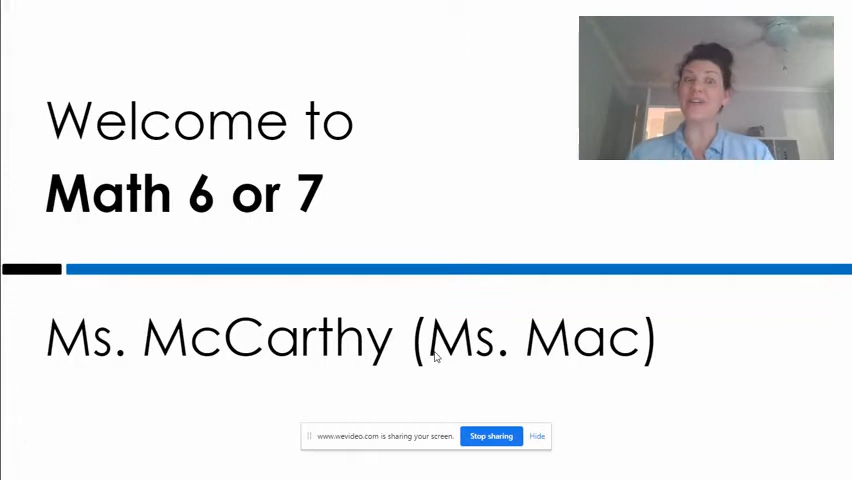 Welcome to
Math 6 or 7
Ms. McCarthy (Ms. Mac)
www.wevideo.com is sharing your screen. Stop sharing Hide